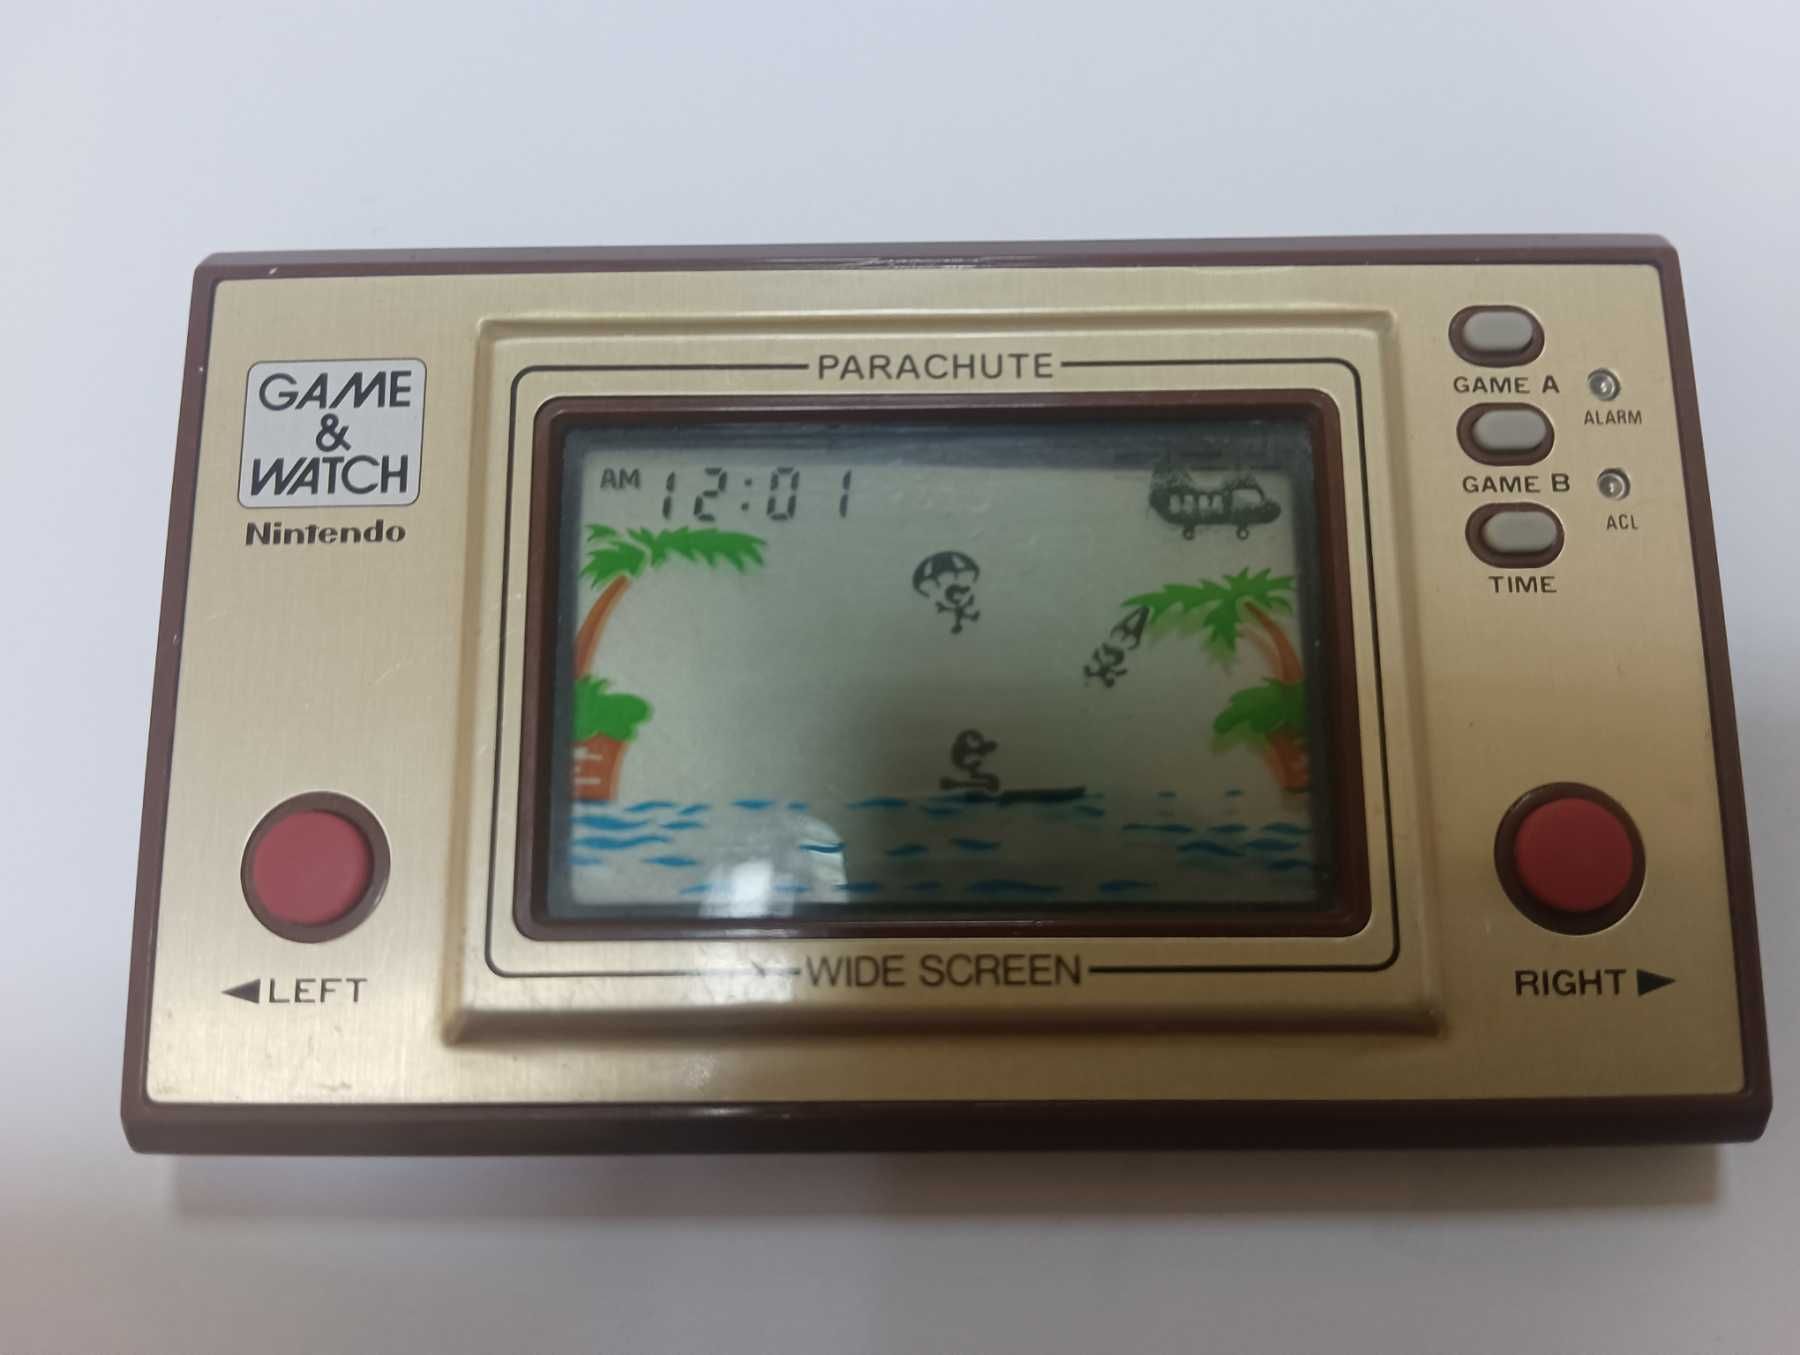 GAME
&
WATCH
Nintendo
PARACHUTE
AM 12:01
GAME A
ALARM
GAME B
ACL
TIME
◀LEFT
WIDE SCREEN
RIGHT▶